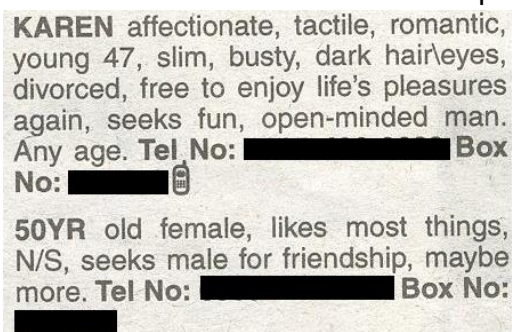 KAREN affectionate, tactile, romantic,
young 47, slim, busty, dark hair\eyes,
divorced, free to enjoy life's pleasures
again, seeks fun, open-minded man.
Any age. Tel No: Box
No:
50YR old female, likes most things,
N/S, seeks male for friendship, maybe
more. Tel No: Box No: